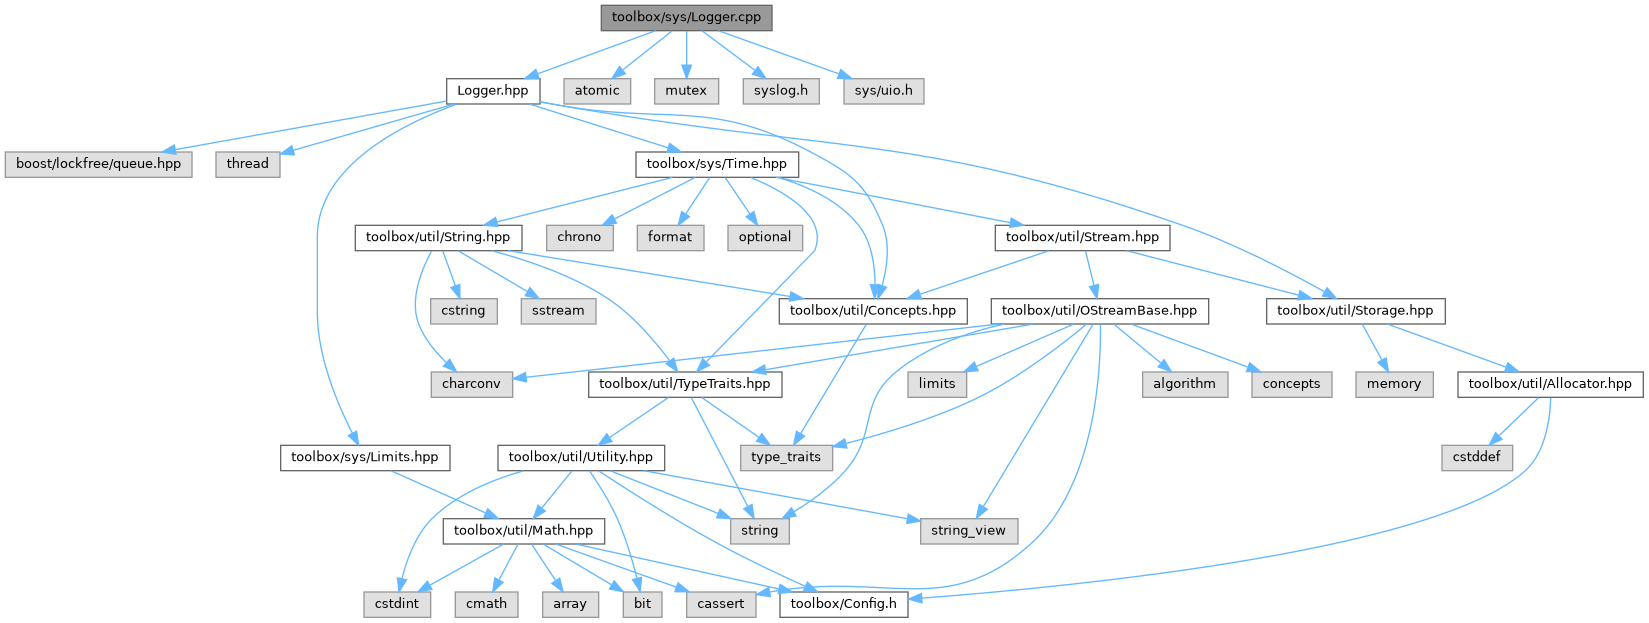 toolbox/sys/Logger.cpp
Logger.hpp
atomic
mutex
syslog.h
sys/uio.h
boost/lockfree/queue.hpp
thread
toolbox/sys/Time.hpp
toolbox/util/String.hpp
chrono
format
optional
toolbox/util/Stream.hpp
cstring
sstream
toolbox/util/Concepts.hpp
toolbox/util/OStreamBase.hpp
toolbox/util/Storage.hpp
charconv
toolbox/util/TypeTraits.hpp
limits
algorithm
concepts
memory
toolbox/util/Allocator.hpp
toolbox/sys/Limits.hpp
toolbox/util/Utility.hpp
type_traits
cstddef
toolbox/util/Math.hpp
string
string_view
cstdint
cmath
array
bit
cassert
toolbox/Config.h